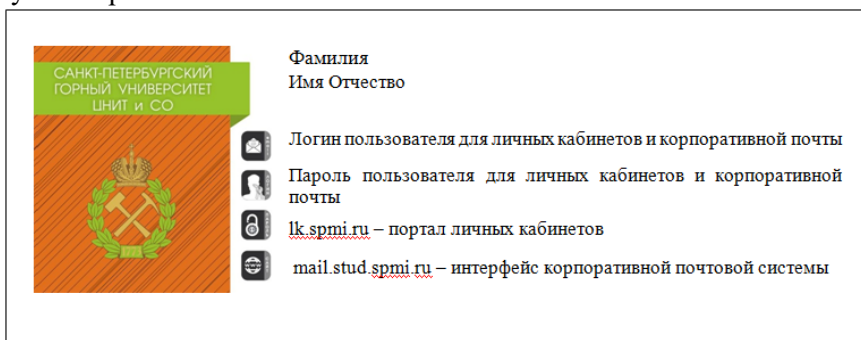 САНКТ-ПЕТЕРБУРГСКИЙ
ГОРНЫЙ УНИВЕРСИТЕТ
ЦНИТ и СО
Фамилия
Имя Отчество
Логин пользователя для личных кабинетов и корпоративной почты
Пароль пользователя для личных кабинетов и корпоративной
почты
lk.spmi.ru – портал личных кабинетов
mail.stud.spmi.ru – интерфейс корпоративной почтовой системы